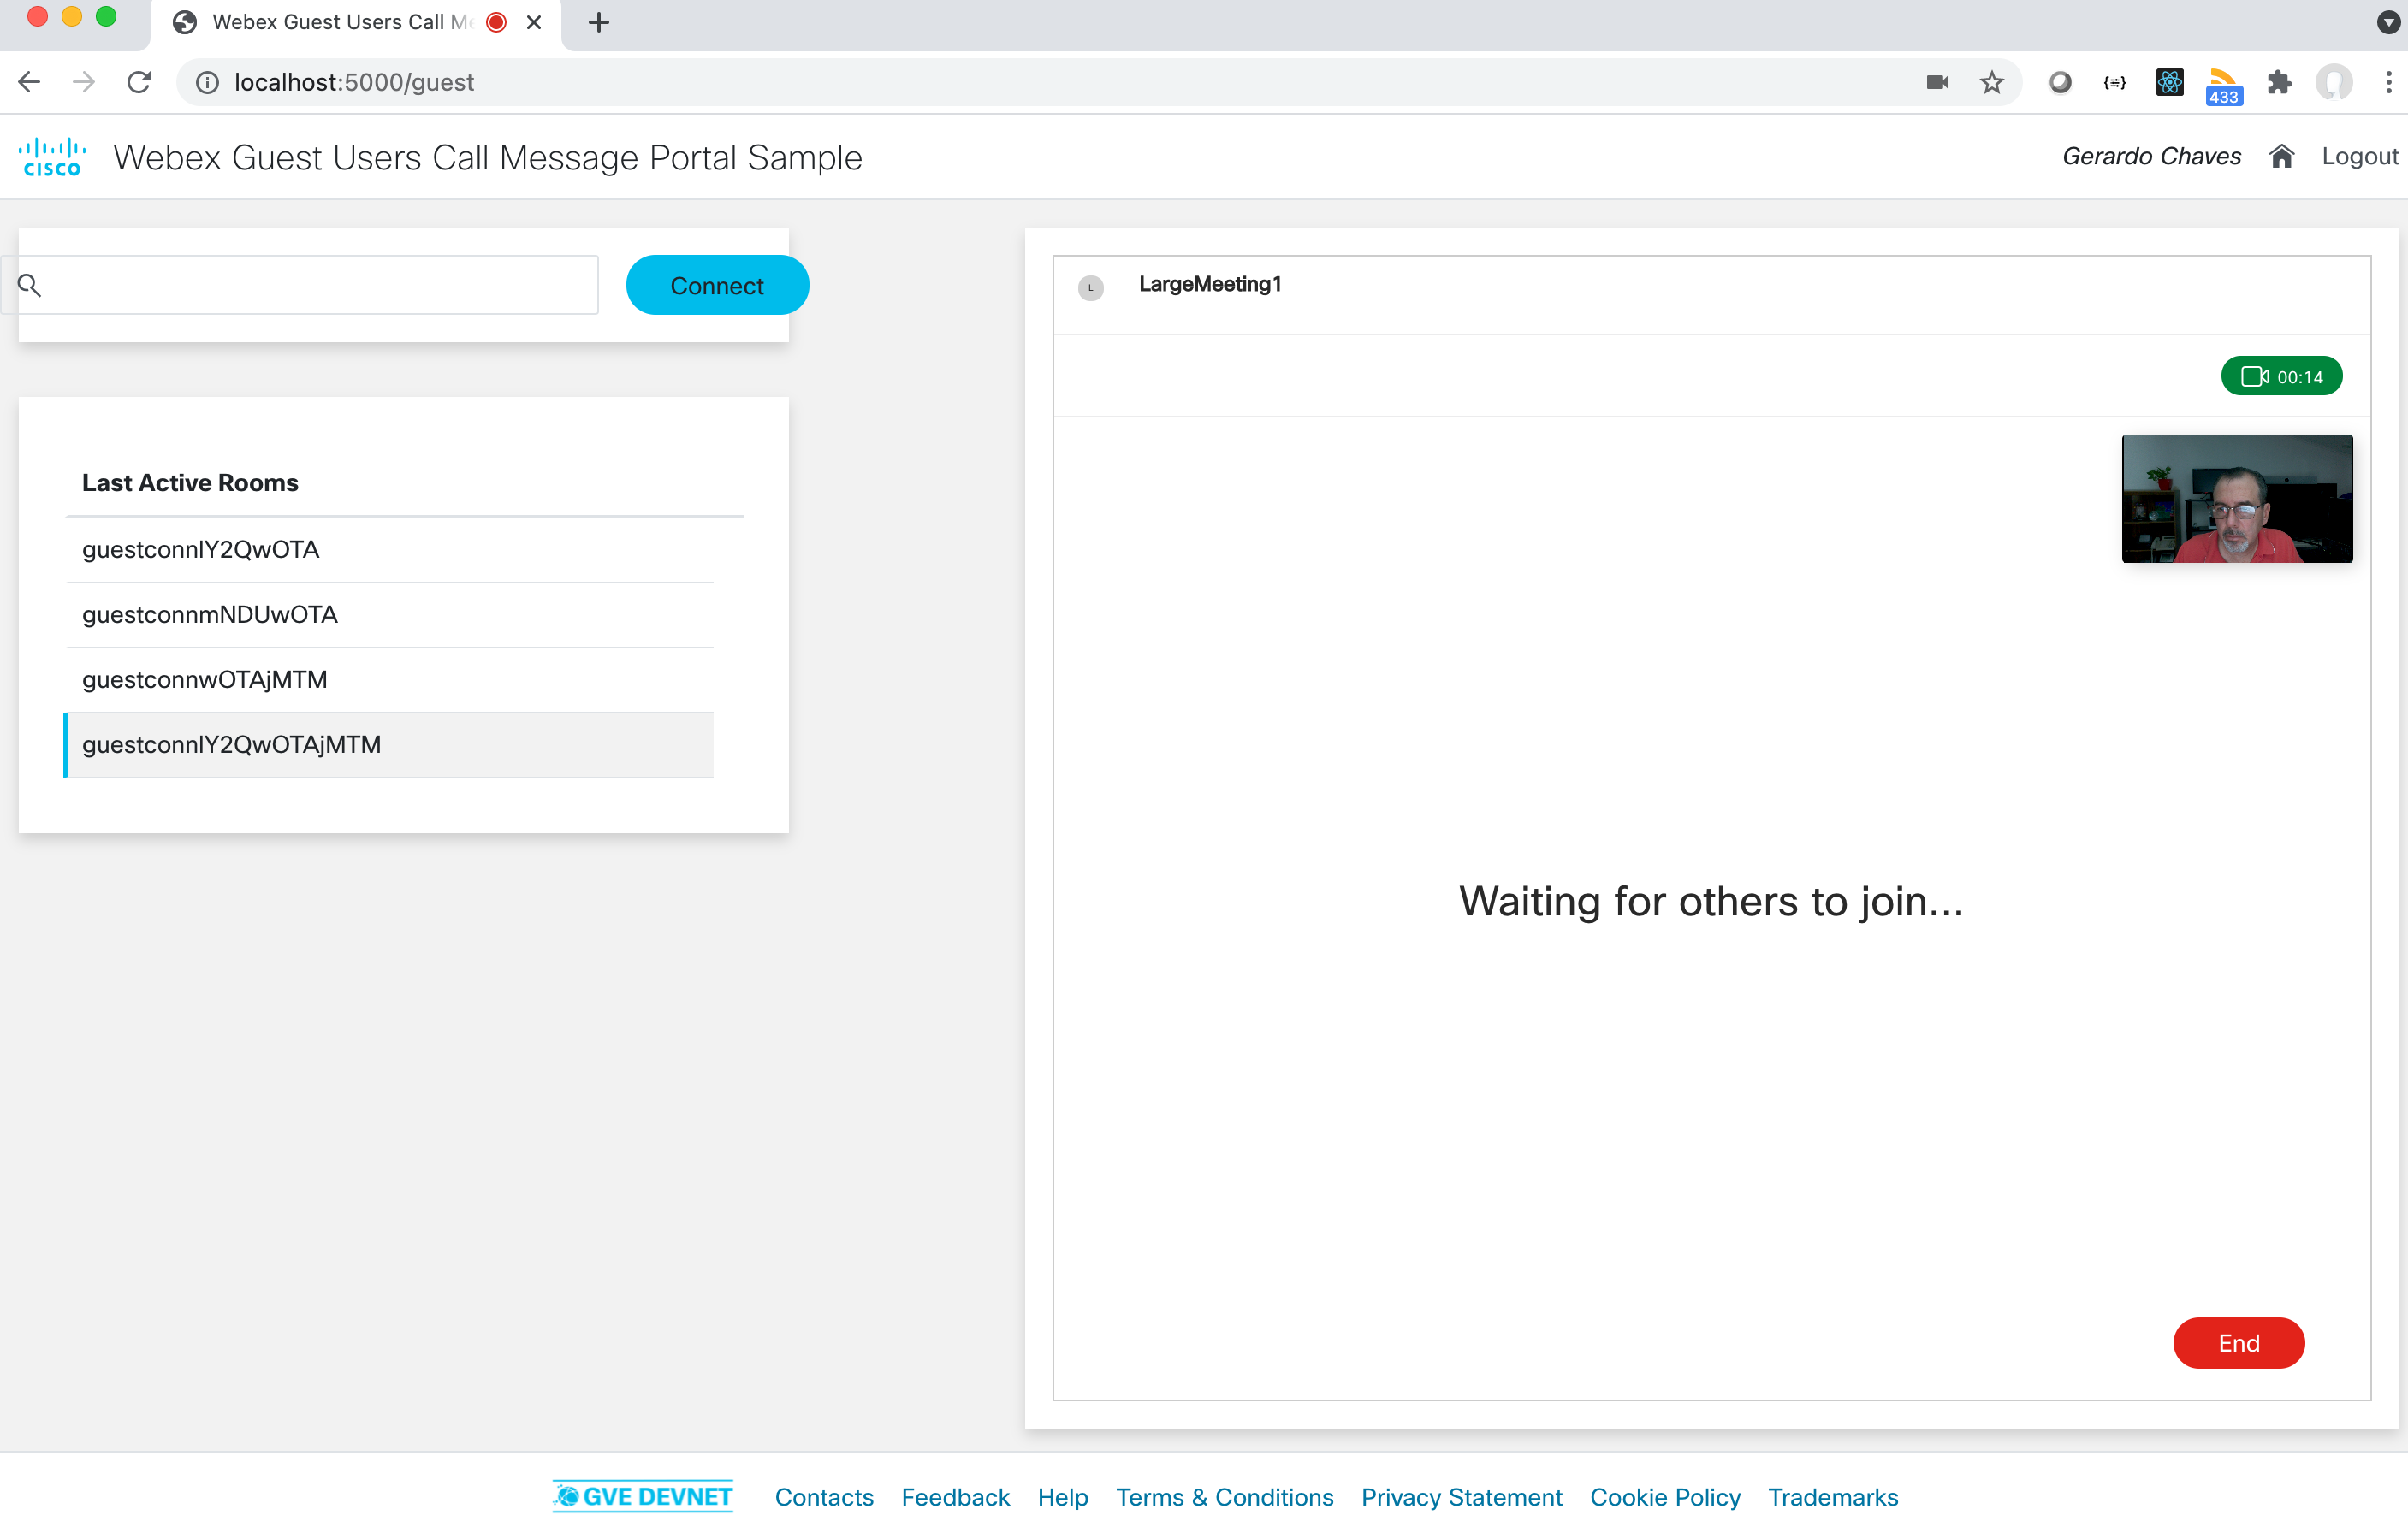 Webex Guest Users Call Me
localhost:5000/guest
433
CISCO
Webex Guest Users Call Message Portal Sample
Gerardo Chaves
Logout
Connect
L
LargeMeeting1
00:14
Last Active Rooms
guestconnlY2QwOTA
guestconnmNDUwOTA
guestconnwOTAjMTM
guestconnlY2QwOTAjMTM
Waiting for others to join...
End
GVE DEVNET
Contacts
Feedback
Help
Terms & Conditions
Privacy Statement
Cookie Policy
Trademarks